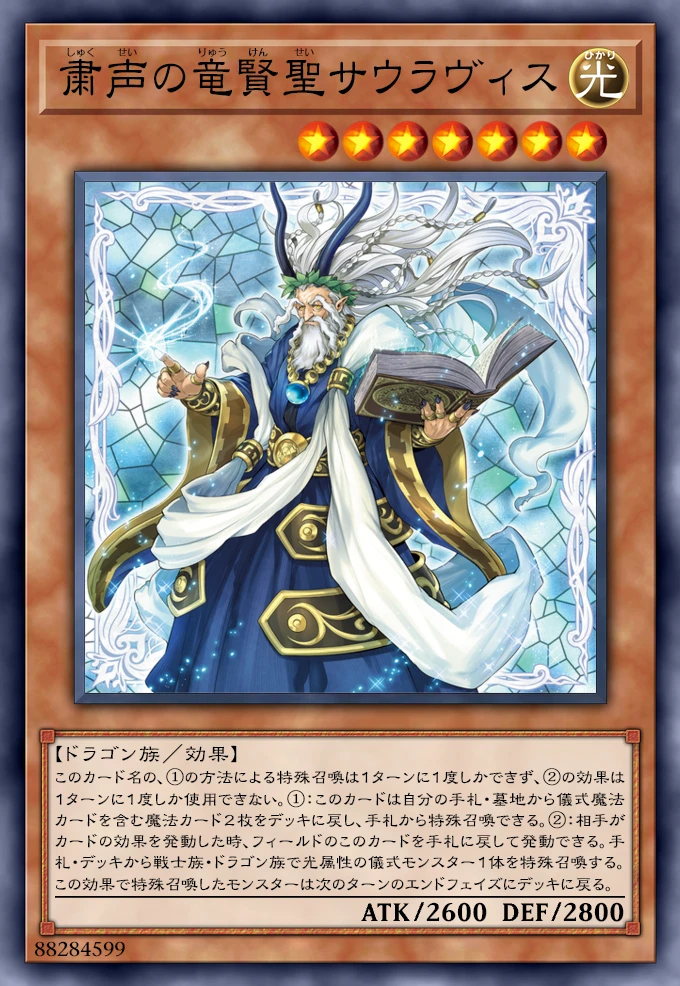 しゅく せい りゅう けん せい
粛声の竜賢聖サウラヴィス
ひかり
光
【ドラゴン族／効果】
このカード名の、①の方法による特殊召喚は１ターンに１度しかできず、②の効果は
１ターンに１度しか使用できない。①：このカードは自分の手札・墓地から儀式魔法
カードを含む魔法カード２枚をデッキに戻し、手札から特殊召喚できる。②：相手が
カードの効果を発動した時、フィールドのこのカードを手札に戻して発動できる。手
札・デッキから戦士族・ドラゴン族で光属性の儀式モンスター１体を特殊召喚する。
この効果で特殊召喚したモンスターは次のターンのエンドフェイズにデッキに戻る。
ATK/2600 DEF/2800
88284599